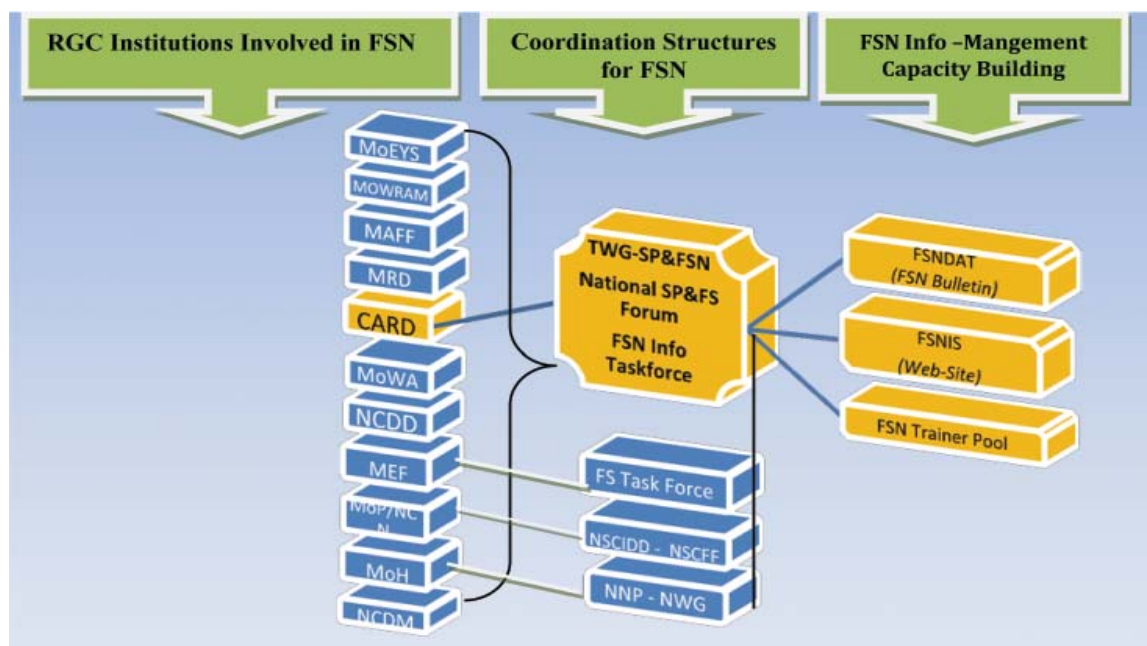 RGC Institutions Involved in FSN
Coordination Structures
for FSN
FSN Info –Mangement
Capacity Building
MoEYS
MOWRAM
MAFF
MRD
CARD
MoWA
NCDD
MEF
MoP/NC
N
MoH
NCDM
TWG-SP&FSN
National SP&FS
Forum
FSN Info
Taskforce
FS Task Force
NSCIDD - NSCFF
NNP - NWG
FSNDAT
(FSN Bulletin)
FSNIS
(Web-Site)
FSN Trainer Pool